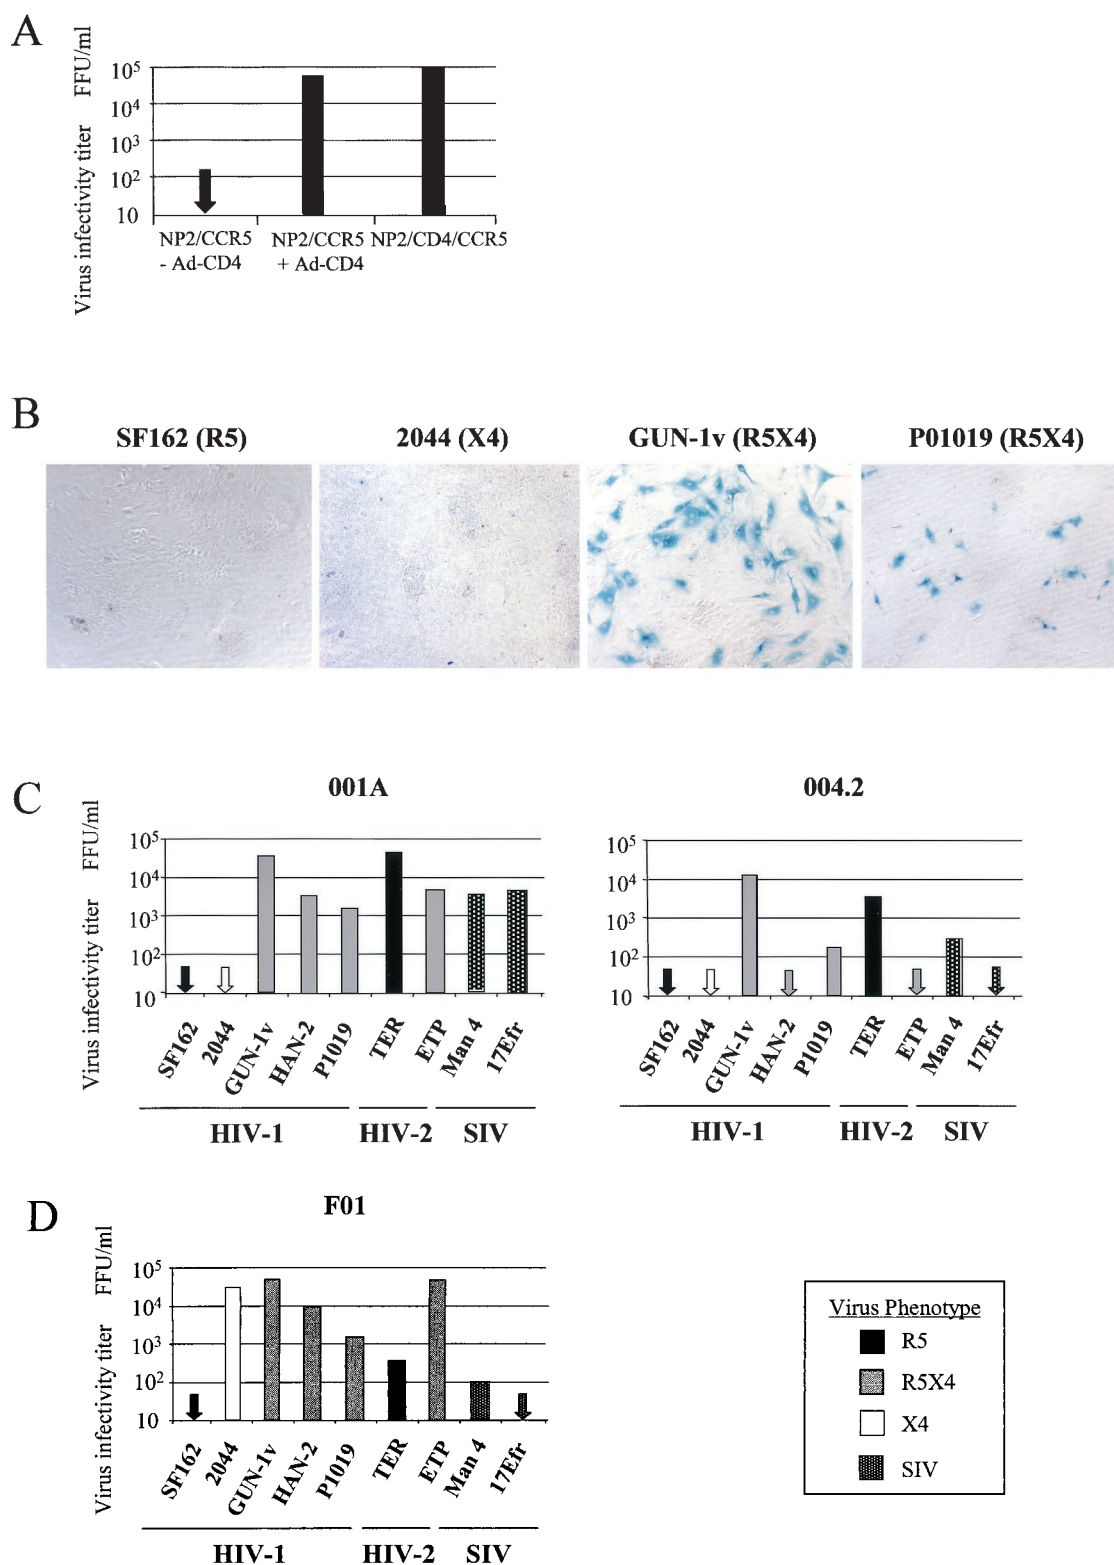 A
Virus infectivity titer FFU/ml
10⁵
10⁴
10³
10²
10
NP2/CCR5
- Ad-CD4
NP2/CCR5
+ Ad-CD4
NP2/CD4/CCR5
B
SF162 (R5)
2044 (X4)
GUN-1v (R5X4)
P01019 (R5X4)
C
001A
Virus infectivity titer FFU/ml
10⁵
10⁴
10³
10²
10
SF162
2044
GUN-1v
HAN-2
P1019
TER
ETP
Man 4
17Efr
HIV-1
HIV-2
SIV
004.2
10⁵
10⁴
10³
10²
10
SF162
2044
GUN-1v
HAN-2
P1019
TER
ETP
Man 4
17Efr
HIV-1
HIV-2
SIV
D
F01
Virus infectivity titer FFU/ml
10⁵
10⁴
10³
10²
10
SF162
2044
GUN-1v
HAN-2
P1019
TER
ETP
Man 4
17Efr
HIV-1
HIV-2
SIV
Virus Phenotype
R5
R5X4
X4
SIV